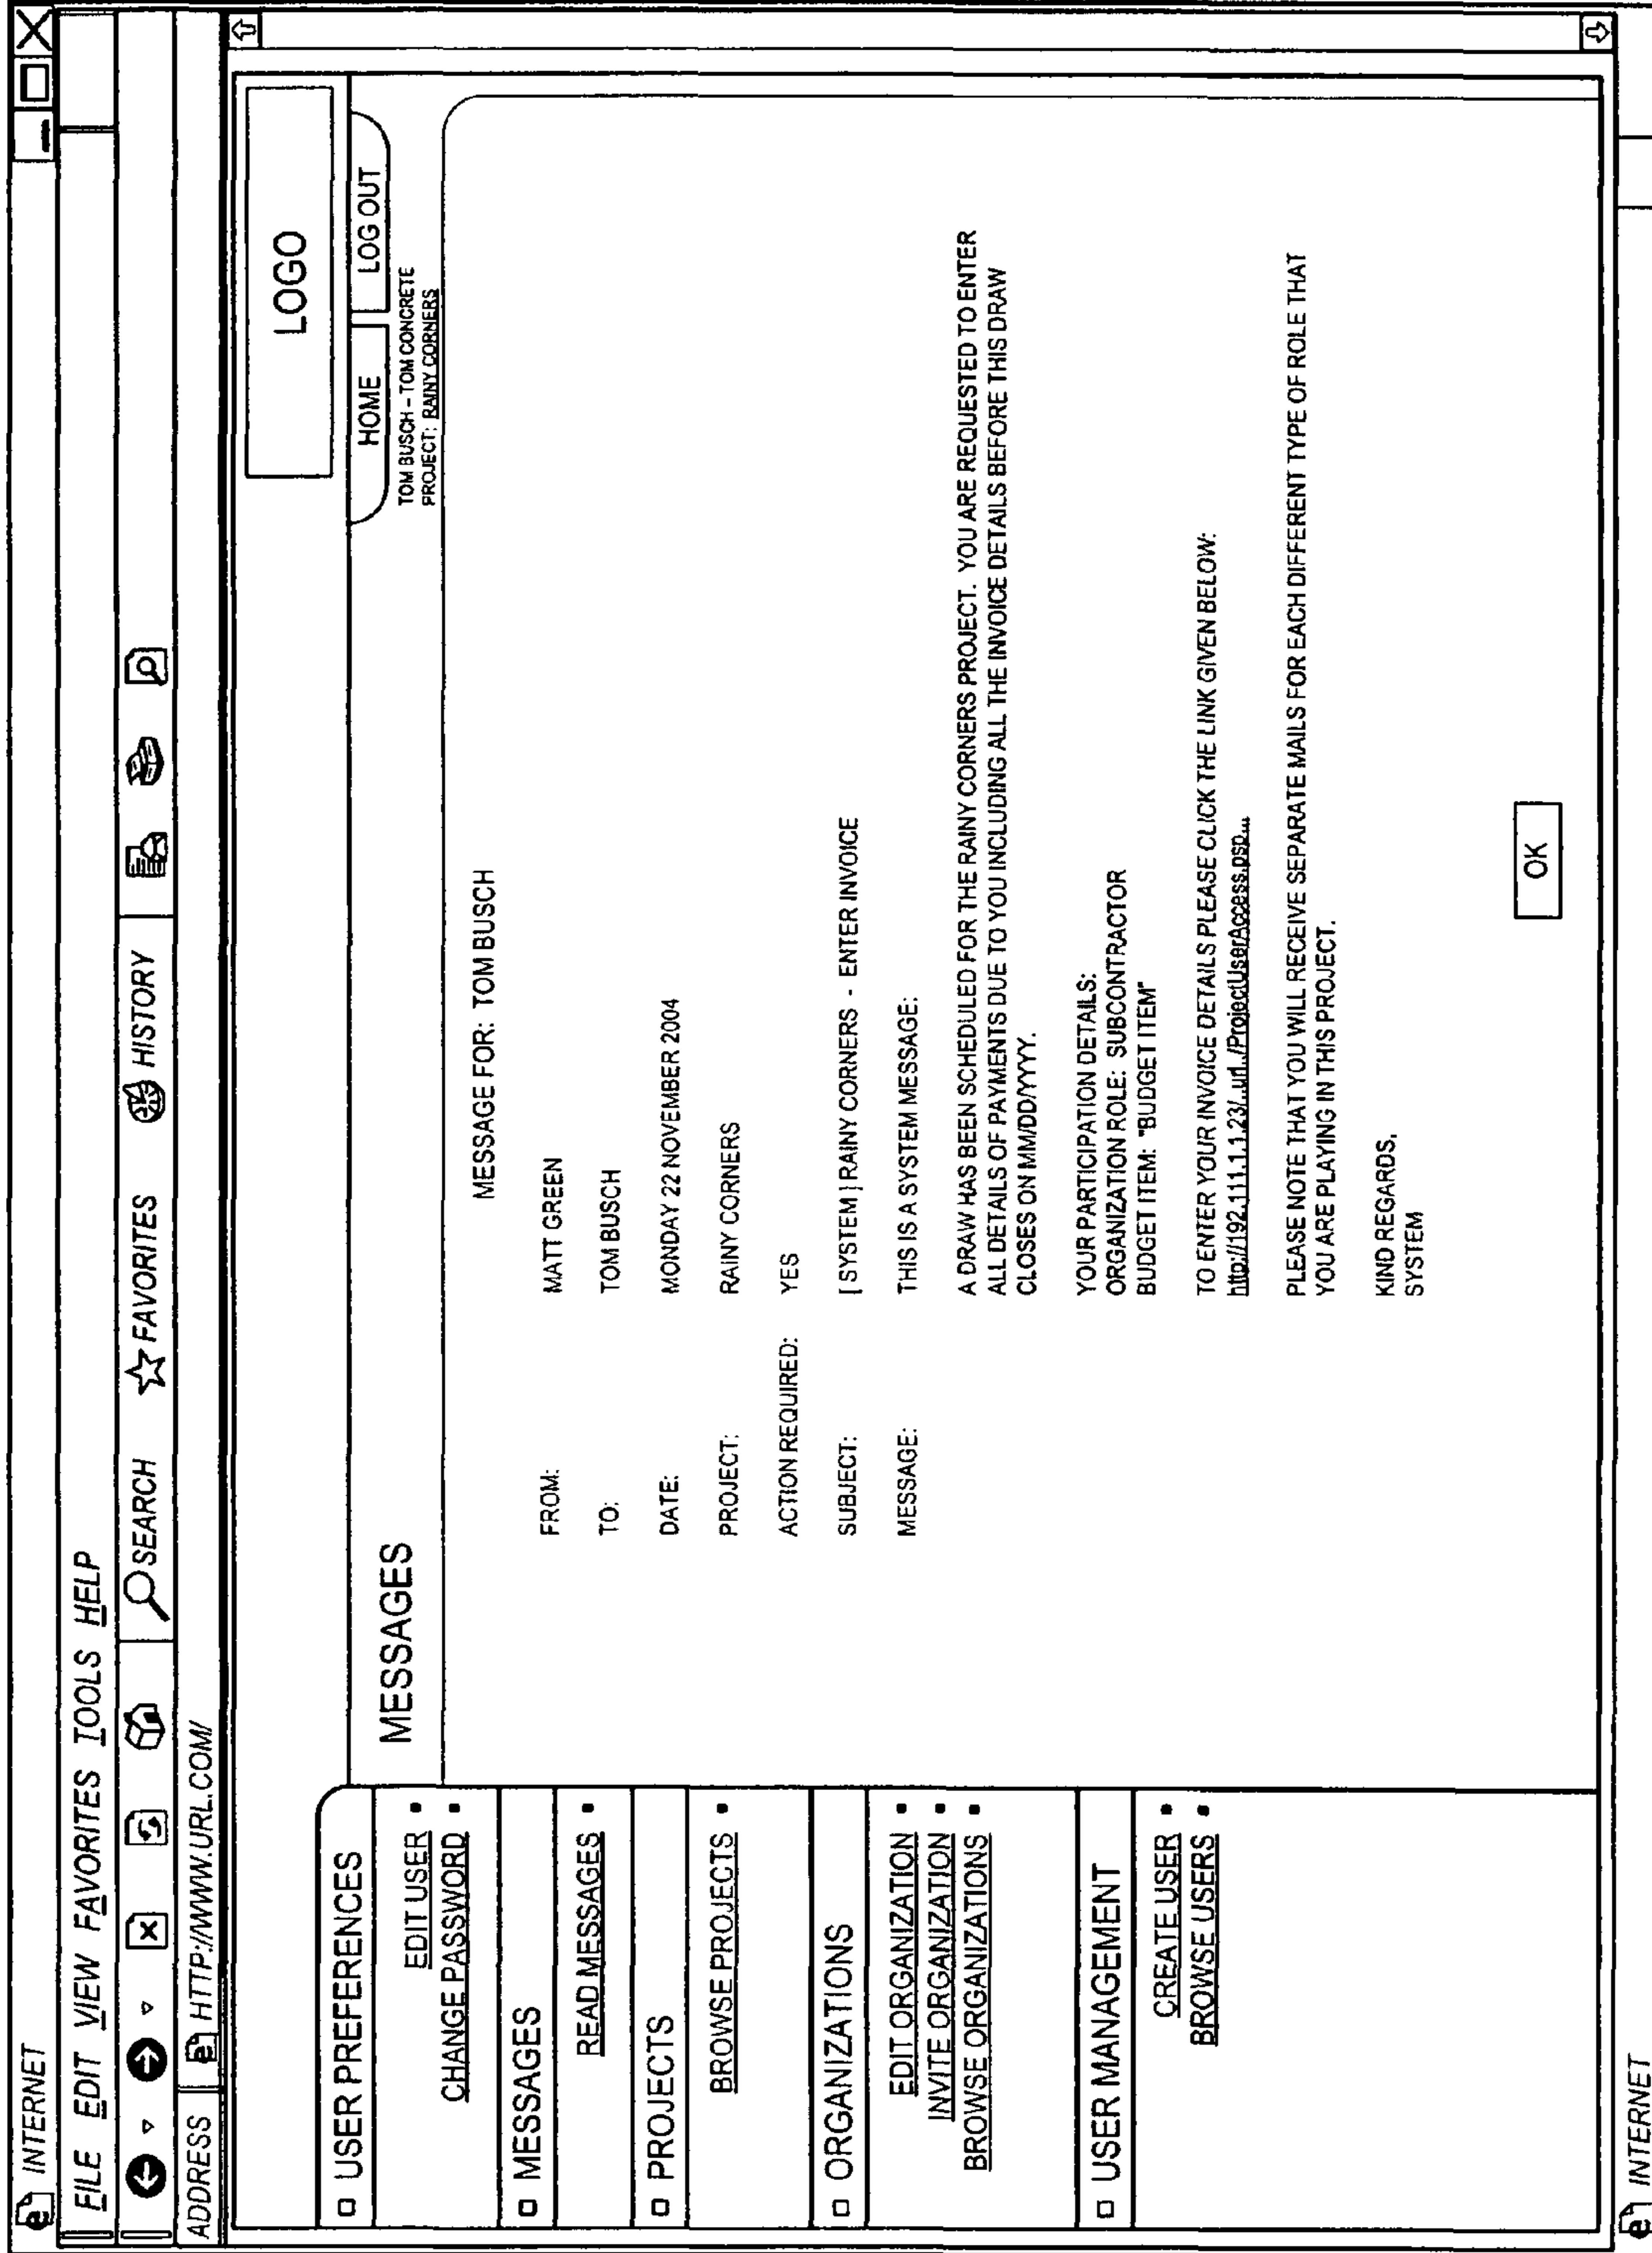 INTERNET
FILE EDIT VIEW FAVORITES TOOLS HELP
SEARCH FAVORITES HISTORY
ADDRESS HTTP://WWW.URL.COM/
LOGO
HOME LOG OUT
TOM BUSCH – TOM CONCRETE
PROJECT: RAINY CORNERS
USER PREFERENCES
EDIT USER
CHANGE PASSWORD
MESSAGES
READ MESSAGES
PROJECTS
BROWSE PROJECTS
ORGANIZATIONS
EDIT ORGANIZATION
INVITE ORGANIZATION
BROWSE ORGANIZATIONS
USER MANAGEMENT
CREATE USER
BROWSE USERS
MESSAGES
MESSAGE FOR: TOM BUSCH
FROM: MATT GREEN
TO: TOM BUSCH
DATE: MONDAY 22 NOVEMBER 2004
PROJECT: RAINY CORNERS
ACTION REQUIRED: YES
SUBJECT: [ SYSTEM ] RAINY CORNERS - ENTER INVOICE
MESSAGE: THIS IS A SYSTEM MESSAGE:
A DRAW HAS BEEN SCHEDULED FOR THE RAINY CORNERS PROJECT. YOU ARE REQUESTED TO ENTER
ALL DETAILS OF PAYMENTS DUE TO YOU INCLUDING ALL THE INVOICE DETAILS BEFORE THIS DRAW
CLOSES ON MM/DD/YYYY.
YOUR PARTICIPATION DETAILS:
ORGANIZATION ROLE: SUBCONTRACTOR
BUDGET ITEM: "BUDGET ITEM"
TO ENTER YOUR INVOICE DETAILS PLEASE CLICK THE LINK GIVEN BELOW:
http://192.111.1.23/...url../ProjectUserAccess.psp...
PLEASE NOTE THAT YOU WILL RECEIVE SEPARATE MAILS FOR EACH DIFFERENT TYPE OF ROLE THAT
YOU ARE PLAYING IN THIS PROJECT.
KIND REGARDS,
SYSTEM
OK
INTERNET